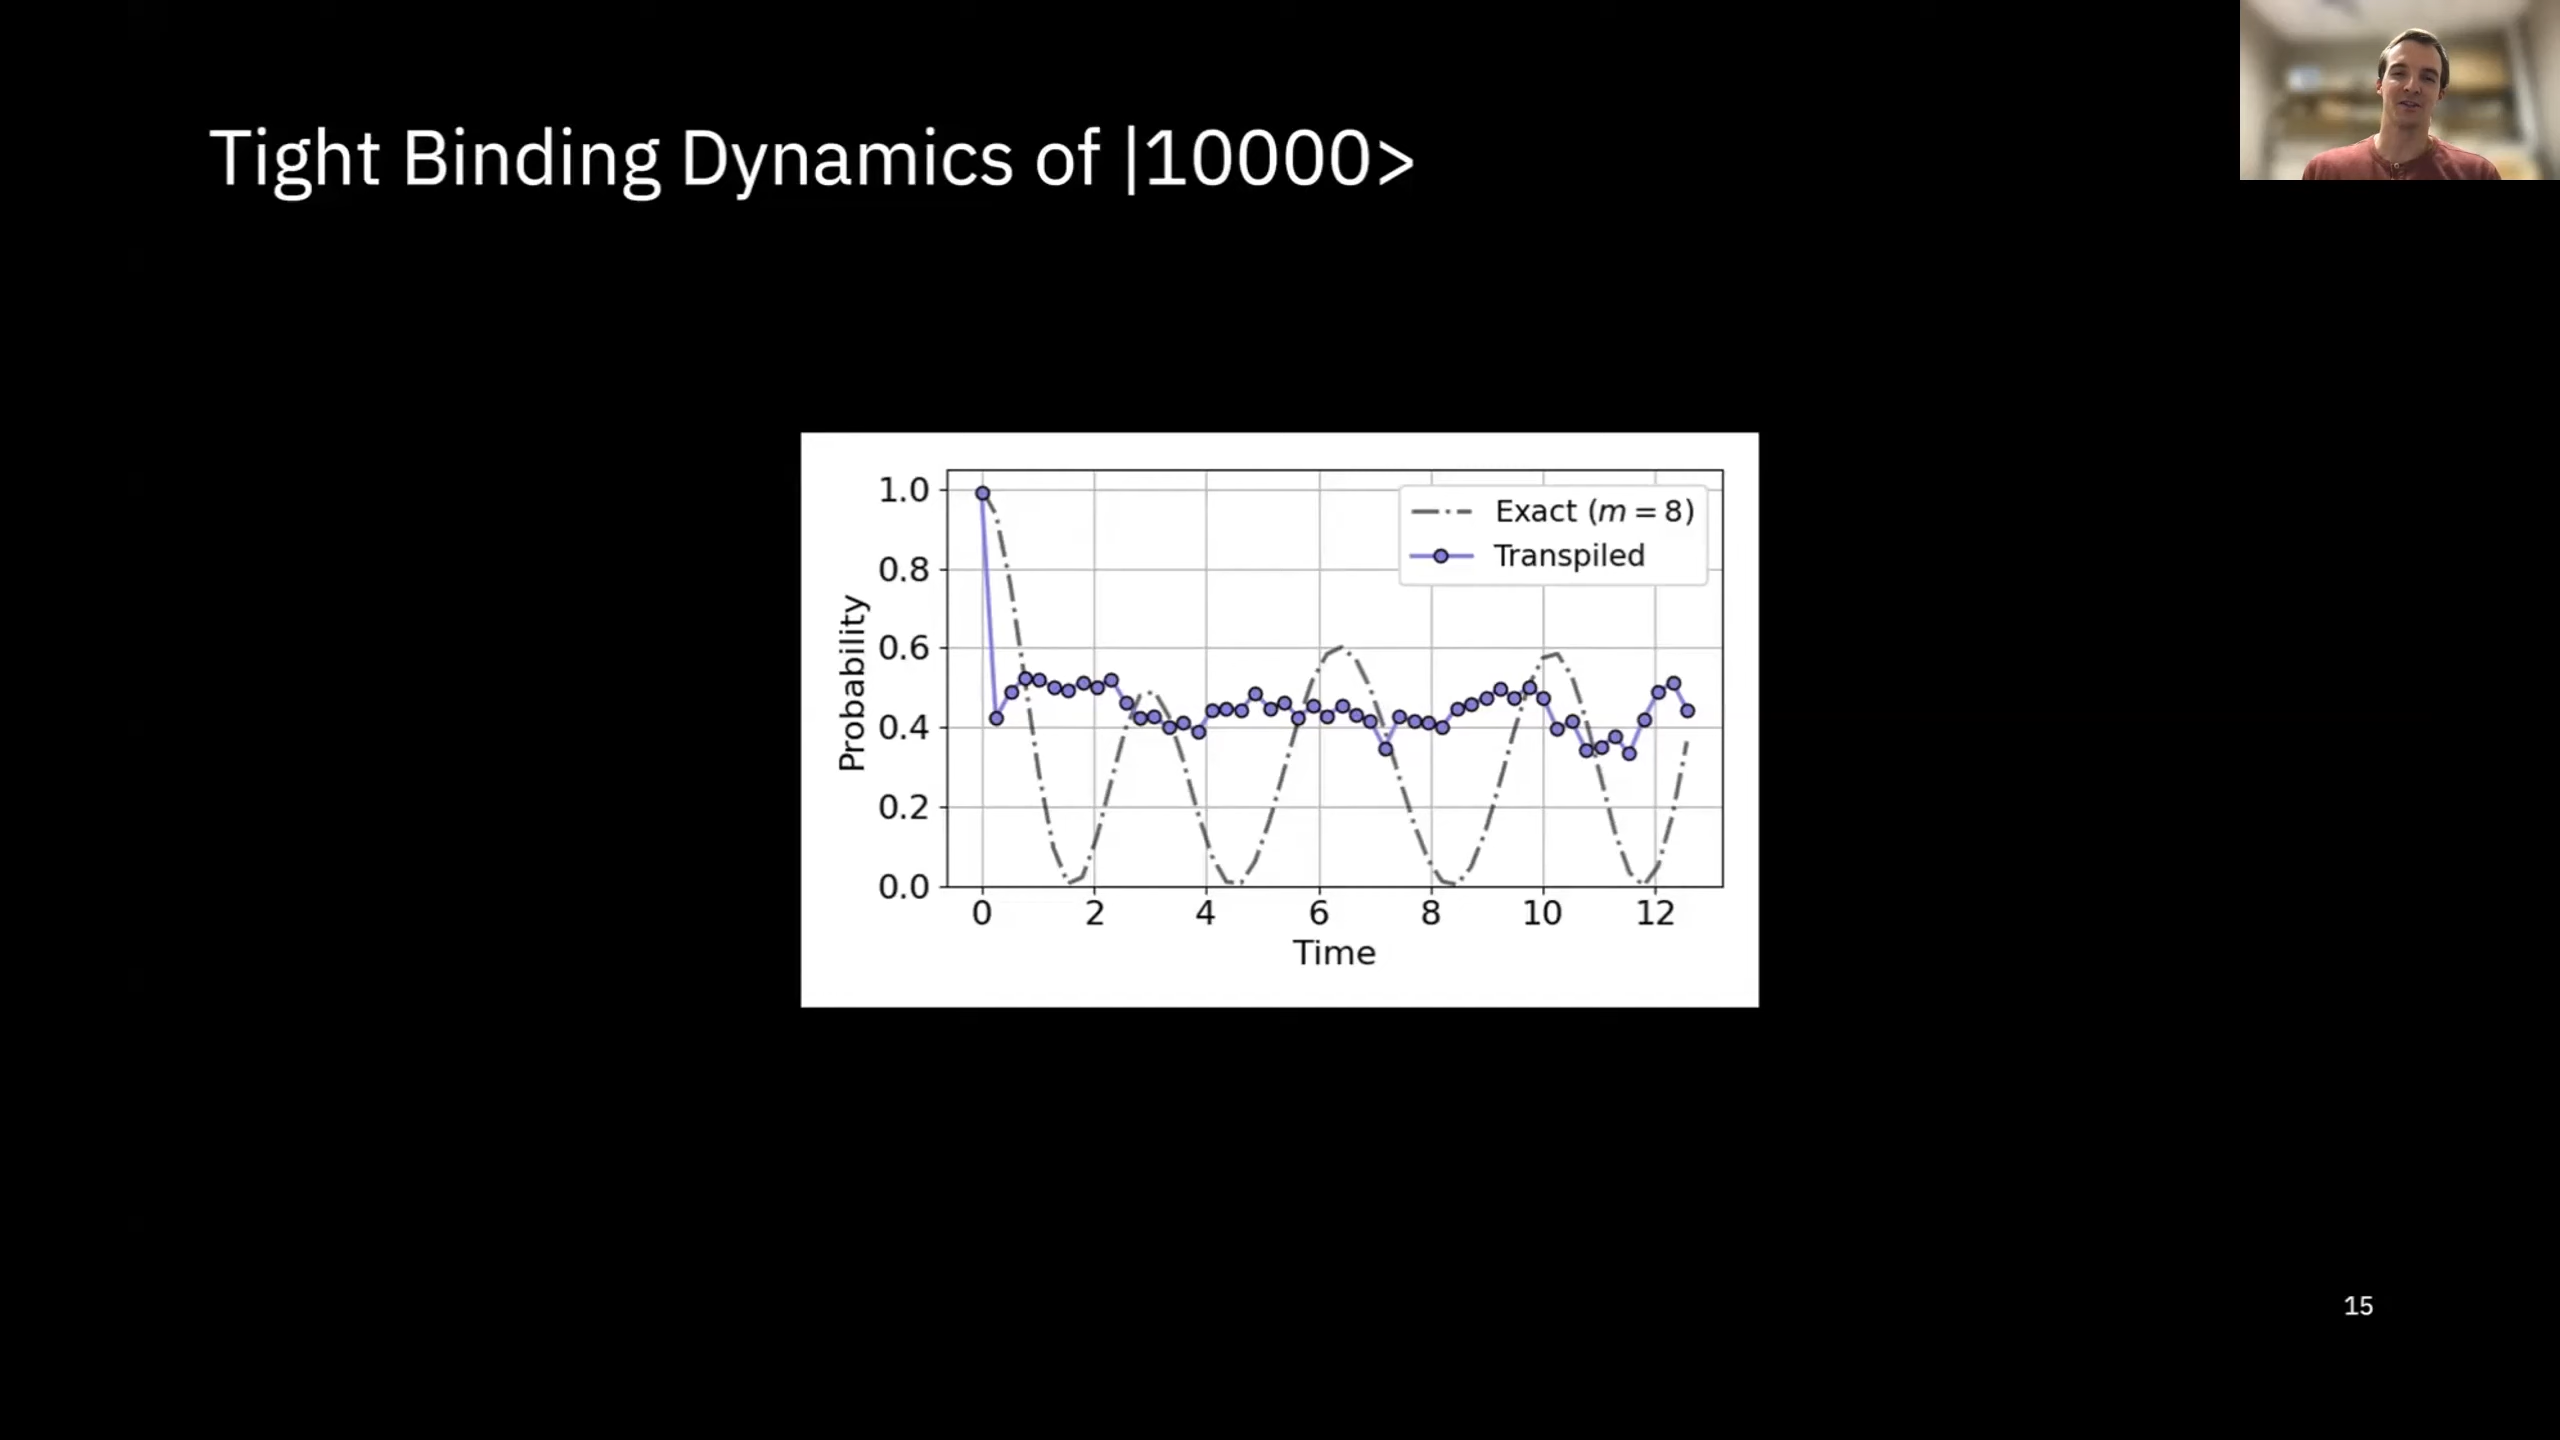 Tight Binding Dynamics of |10000>
1.0
0.8
0.6
0.4
0.2
0.0
Probability
Exact (m = 8)
Transpiled
0 2 4 6 8 10 12
Time
15